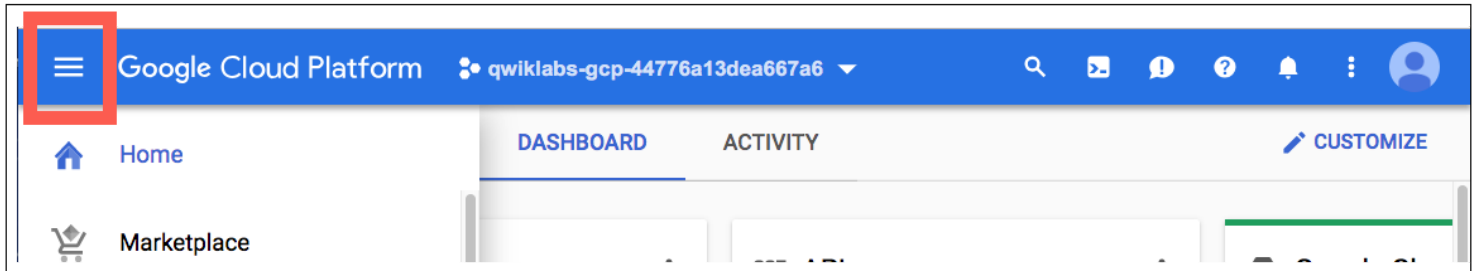 Google Cloud Platform qwiklabs-gcp-44776a13dea667a6
Home DASHBOARD ACTIVITY CUSTOMIZE
Marketplace